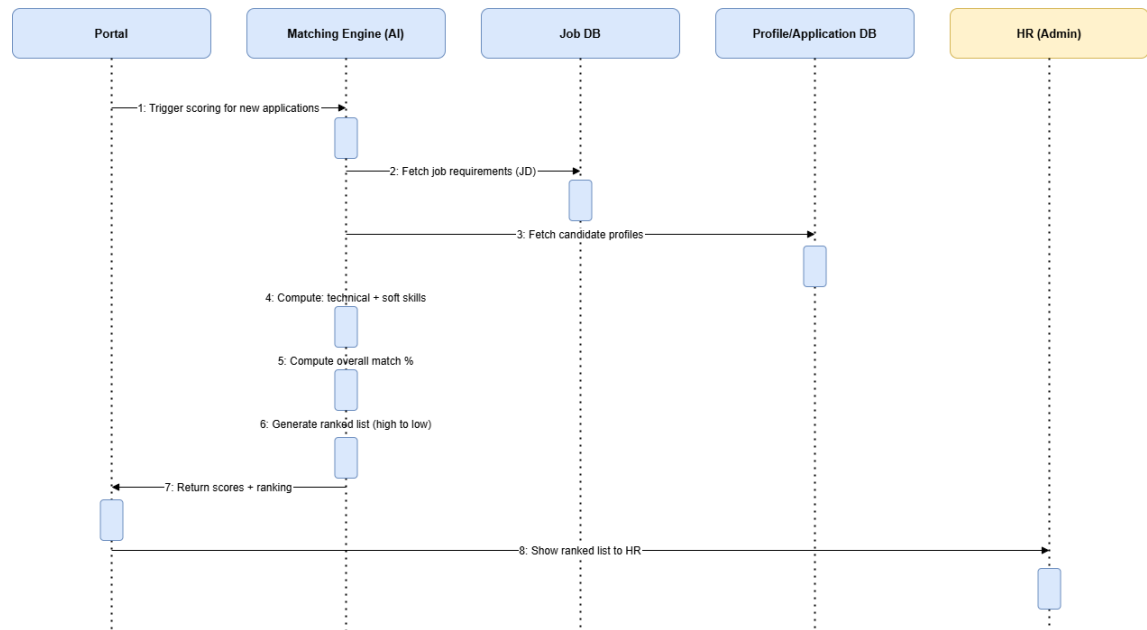 Portal
Matching Engine (AI)
Job DB
Profile/Application DB
HR (Admin)
1: Trigger scoring for new applications
2: Fetch job requirements (JD)
3: Fetch candidate profiles
4: Compute: technical + soft skills
5: Compute overall match %
6: Generate ranked list (high to low)
7: Return scores + ranking
8: Show ranked list to HR